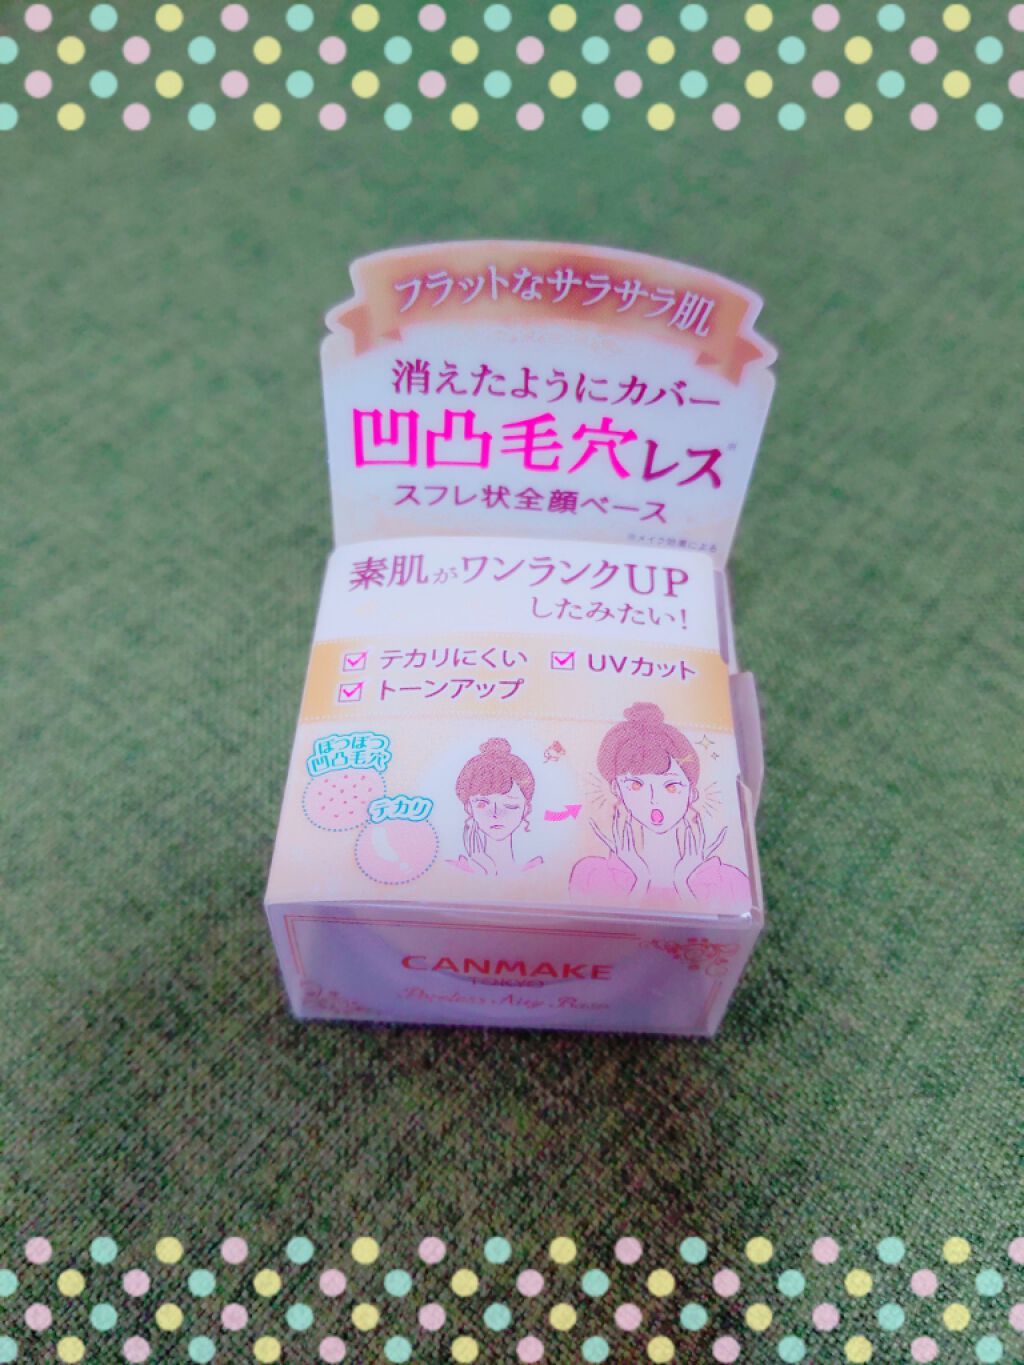 フラットなサラサラ肌
消えたようにカバー
凹凸毛穴レス※
スフレ状全顔ベース
※メイク効果による
素肌がワンランクUP
したみたい!
テカリにくい UVカット
トーンアップ
ぽつぽつ
凹凸毛穴
テカリ
CANMAKE
TOKYO
Poreless Airy Base